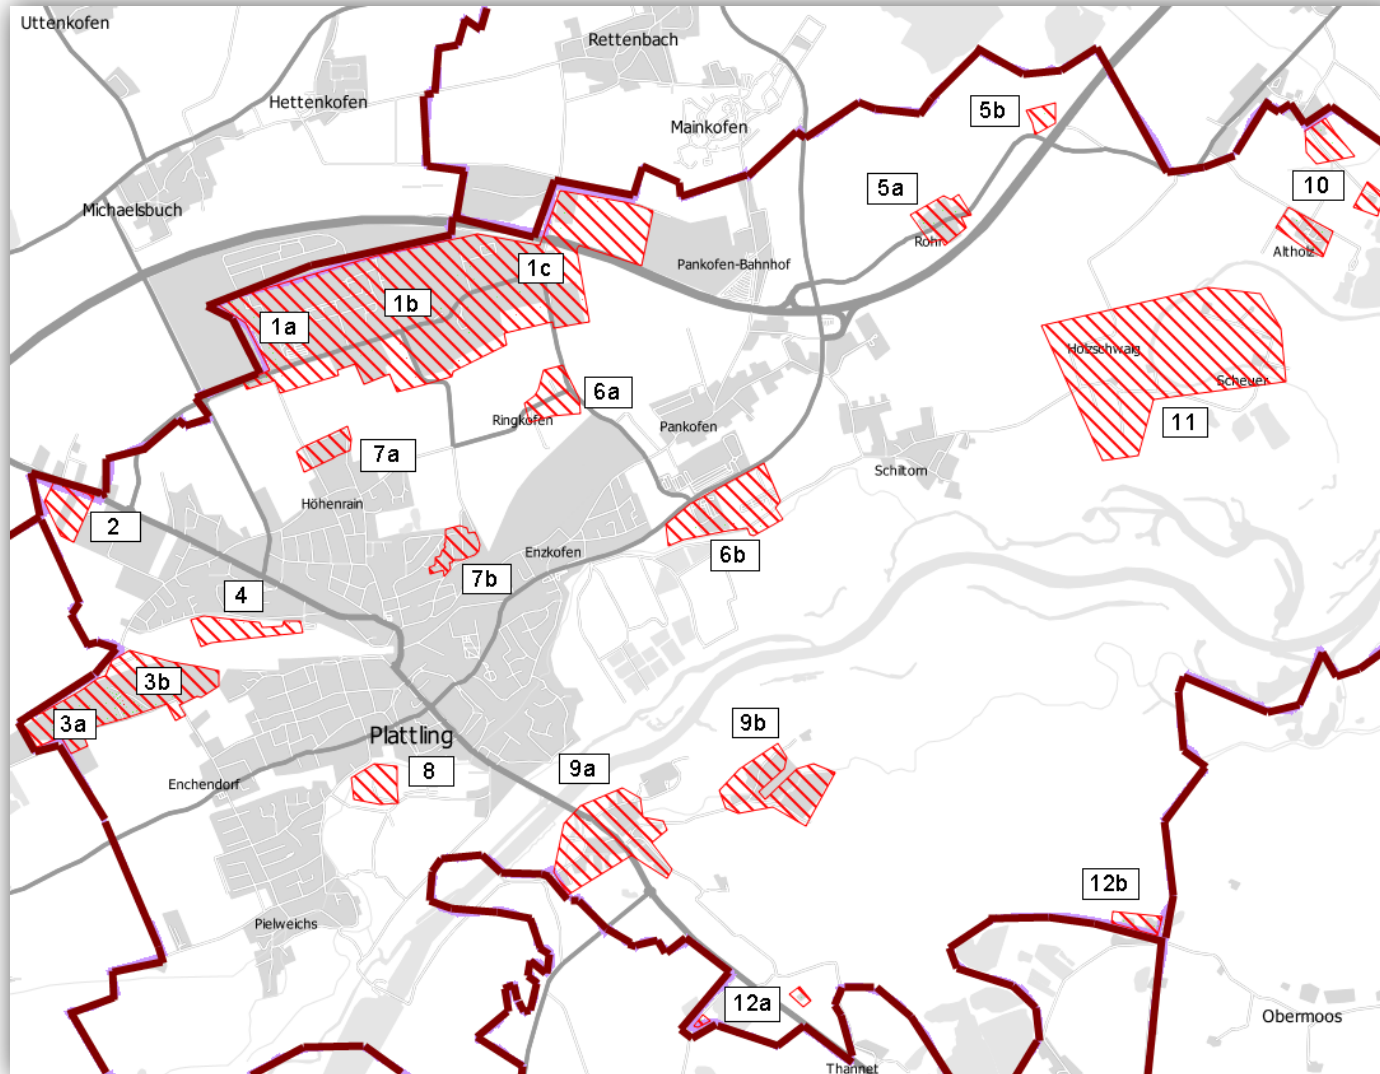 Uttenkofen
Rettenbach
Hettenkofen
5b
Mainkofen
5a
10
Michaelsbuch
Rohr
Altholz
1c
Pankofen-Bahnhof
1b
1a
Holzschwaig
Scheuer
6a
Ringkofen
11
Pankofen
7a
Schiltorn
Höhenrain
2
Enzkofen
6b
7b
4
3b
3a
9b
Plattling
8
9a
Enchendorf
12b
Pielweichs
12a
Obermoos
Thannet